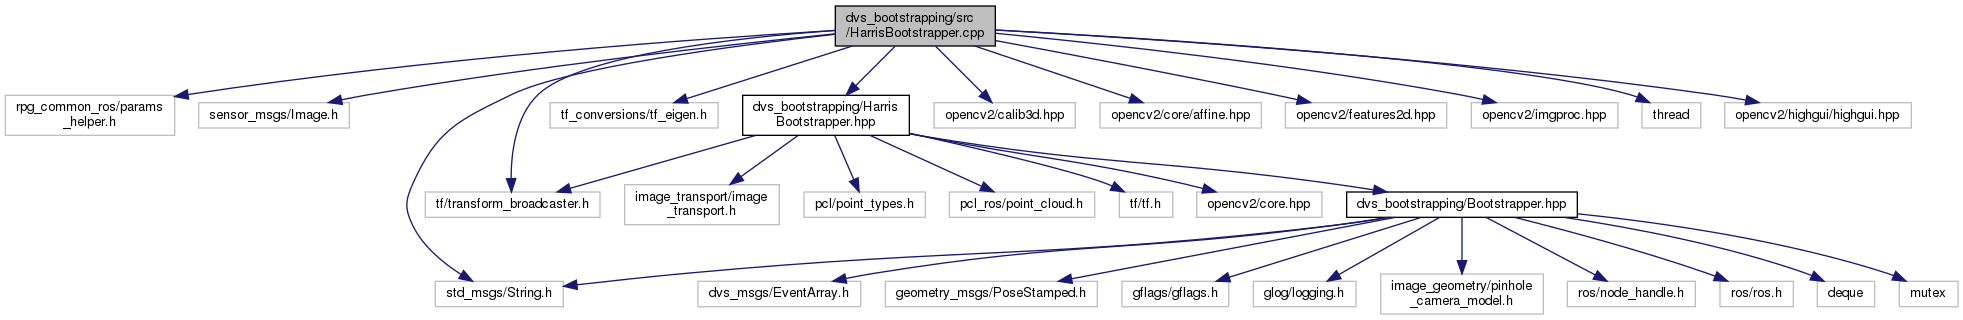 dvs_bootstrapping/src
/HarrisBootstrapper.cpp
rpg_common_ros/params
_helper.h
sensor_msgs/Image.h
tf_conversions/tf_eigen.h
dvs_bootstrapping/Harris
Bootstrapper.hpp
opencv2/calib3d.hpp
opencv2/core/affine.hpp
opencv2/features2d.hpp
opencv2/imgproc.hpp
thread
opencv2/highgui/highgui.hpp
tf/transform_broadcaster.h
image_transport/image
_transport.h
pcl/point_types.h
pcl_ros/point_cloud.h
tf/tf.h
opencv2/core.hpp
dvs_bootstrapping/Bootstrapper.hpp
std_msgs/String.h
dvs_msgs/EventArray.h
geometry_msgs/PoseStamped.h
gflags/gflags.h
glog/logging.h
image_geometry/pinhole
_camera_model.h
ros/node_handle.h
ros/ros.h
deque
mutex